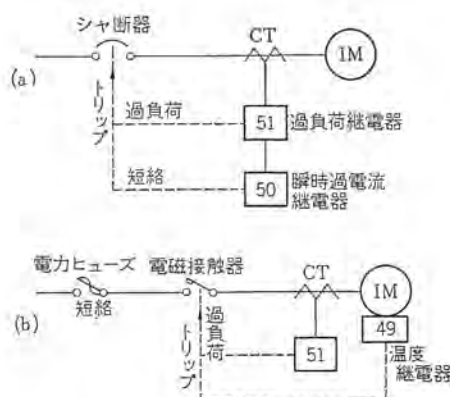 シャ断器
CT
IM
(a)
トリップ
過負荷
51
過負荷継電器
短絡
50
瞬時過電流
継電器
電力ヒューズ
電磁接触器
CT
IM
短絡
49
(b)
トリップ
過負荷
51
温度
継電器